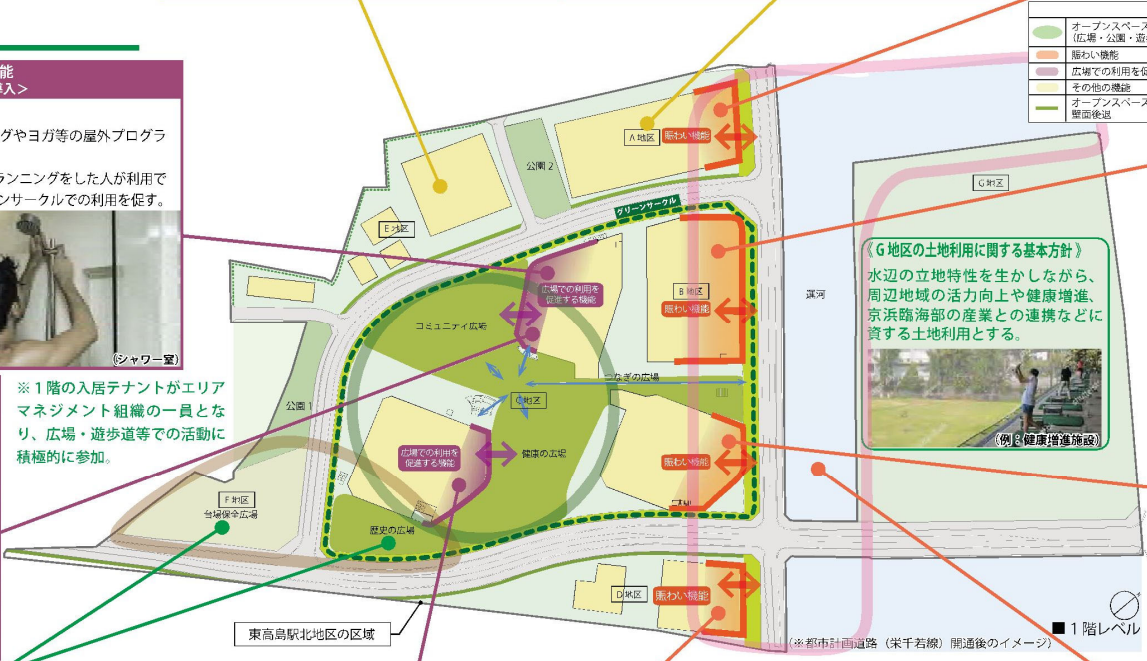 能
導入＞
グやヨガ等の屋外プログラ
ランニングをした人が利用で
ンサークルでの利用を促す。
(シャワー室)
※１階の入居テナントがエリア
マネジメント組織の一員とな
り、広場・遊歩道等での活動に
積極的に参加。
オープンスペース
（広場・公園・遊
賑わい機能
広場での利用を促
その他の機能
オープンスペース
壁面後退
A 地区
賑わい機能
公園２
グリーンサークル
E 地区
G 地区
広場での利用を
促進する機能
コミュニティ広場
B 地区
賑わい機能
運河
《G 地区の土地利用に関する基本方針》
水辺の立地特性を生かしながら、
周辺地域の活力向上や健康増進、
京浜臨海部の産業との連携などに
資する土地利用とする。
(例：健康増進施設)
つなぎの広場
C地区
公園１
広場での利用を
促進する機能
健康の広場
賑わい機能
F 地区
台場保全広場
歴史の広場
D 地区
賑わい機能
東高島駅北地区の区域
（※都市計画道路（栄千若線）開通後のイメージ）
■１階レベル